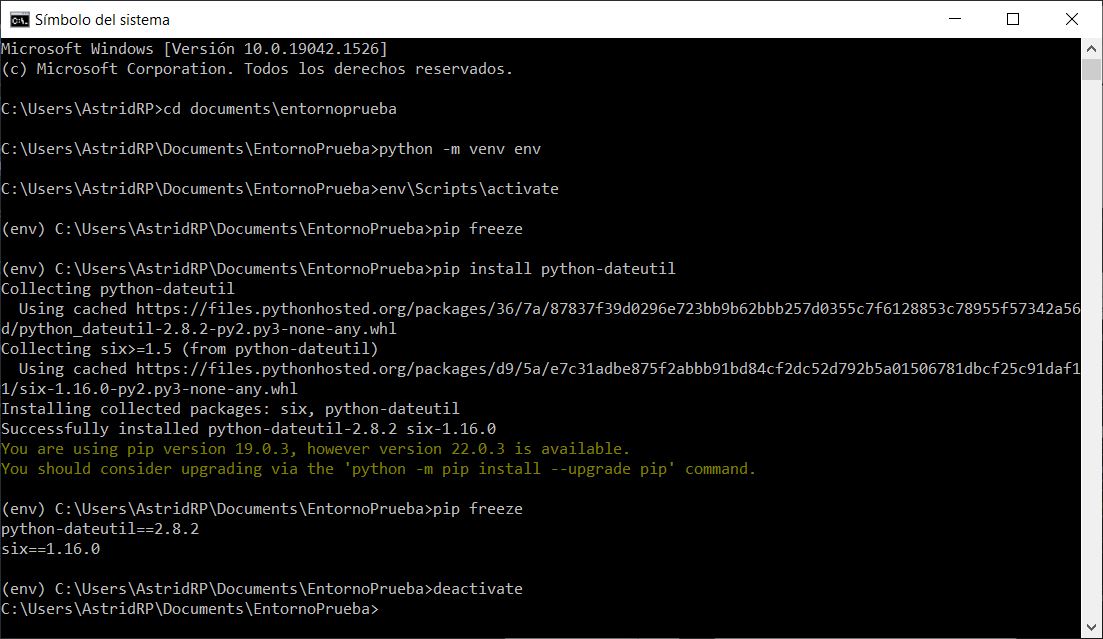 Símbolo del sistema
Microsoft Windows [Versión 10.0.19042.1526]
(c) Microsoft Corporation. Todos los derechos reservados.
C:\Users\AstridRP>cd documents\entornoprueba
C:\Users\AstridRP\Documents\EntornoPrueba>python -m venv env
C:\Users\AstridRP\Documents\EntornoPrueba>env\Scripts\activate
(env) C:\Users\AstridRP\Documents\EntornoPrueba>pip freeze
(env) C:\Users\AstridRP\Documents\EntornoPrueba>pip install python-dateutil
Collecting python-dateutil
  Using cached https://files.pythonhosted.org/packages/36/7a/87837f39d0296e723bb9b62bbb257d0355c7f6128853c78955f57342a56
d/python_dateutil-2.8.2-py2.py3-none-any.whl
Collecting six>=1.5 (from python-dateutil)
  Using cached https://files.pythonhosted.org/packages/d9/5a/e7c31adbe875f2abbb91bd84cf2dc52d792b5a01506781dbcf25c91daf1
1/six-1.16.0-py2.py3-none-any.whl
Installing collected packages: six, python-dateutil
Successfully installed python-dateutil-2.8.2 six-1.16.0
You are using pip version 19.0.3, however version 22.0.3 is available.
You should consider upgrading via the 'python -m pip install --upgrade pip' command.
(env) C:\Users\AstridRP\Documents\EntornoPrueba>pip freeze
python-dateutil==2.8.2
six==1.16.0
(env) C:\Users\AstridRP\Documents\EntornoPrueba>deactivate
C:\Users\AstridRP\Documents\EntornoPrueba>